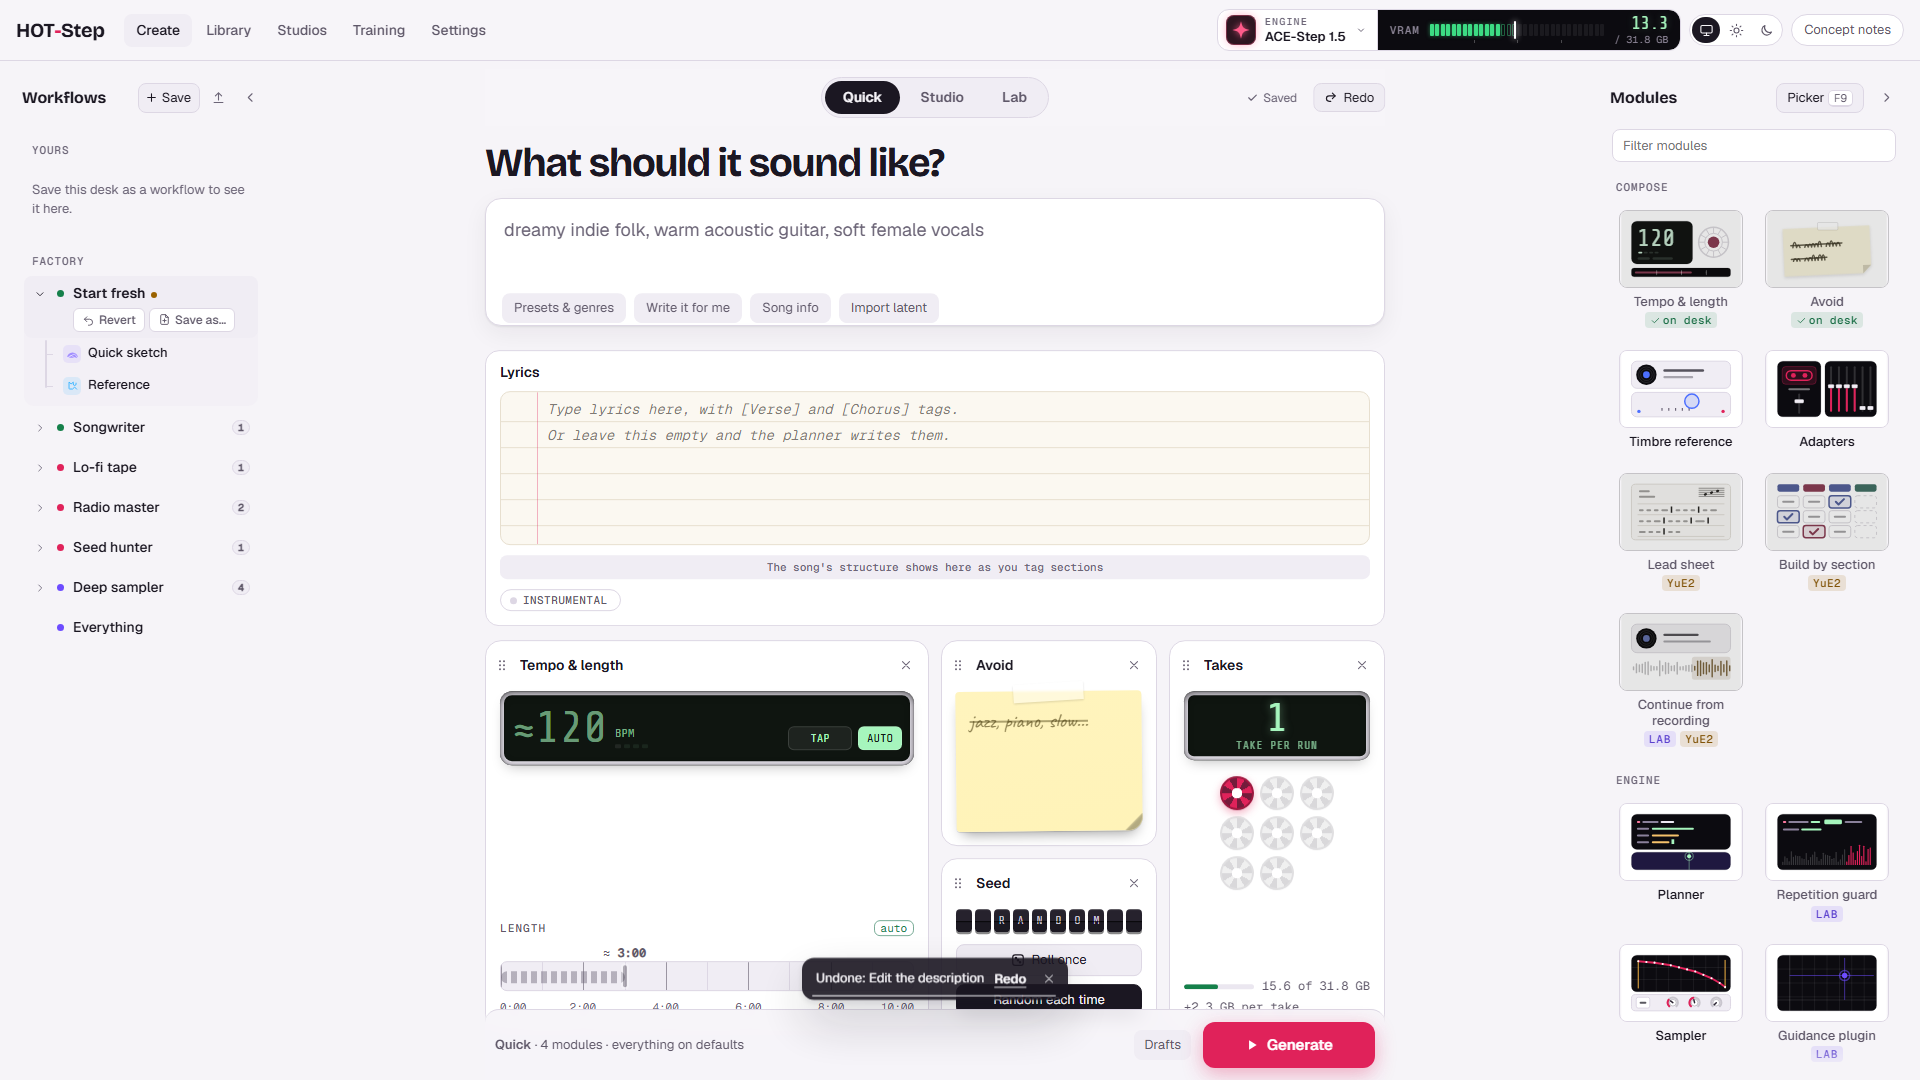 HOT-Step
Create
Library
Studios
Training
Settings
ENGINE
ACE-Step 1.5
VRAM
13.3
/ 31.8 GB
Concept notes
Workflows
+ Save
Quick
Studio
Lab
✓ Saved
Redo
Modules
Picker F9
YOURS
Save this desk as a workflow to see
it here.
FACTORY
Start fresh
Revert
Save as...
Quick sketch
Reference
Songwriter 1
Lo-fi tape 1
Radio master 2
Seed hunter 1
Deep sampler 4
Everything
What should it sound like?
dreamy indie folk, warm acoustic guitar, soft female vocals
Presets & genres
Write it for me
Song info
Import latent
Lyrics
Type lyrics here, with [Verse] and [Chorus] tags.
Or leave this empty and the planner writes them.
The song's structure shows here as you tag sections
INSTRUMENTAL
Tempo & length
≈120 BPM
TAP
AUTO
LENGTH
auto
≈ 3:00
0:00 2:00 4:00 6:00 8:00 10:00
Avoid
jazz, piano, slow...
Seed
RANDOM
Roll once
Random each time
Takes
1
TAKE PER RUN
15.6 of 31.8 GB
+2.3 GB per take
Undone: Edit the description Redo
Quick · 4 modules · everything on defaults
Drafts
Generate
Filter modules
COMPOSE
120
Tempo & length
✓ on desk
Avoid
✓ on desk
Timbre reference
Adapters
Lead sheet
YuE2
Build by section
YuE2
Continue from
recording
LAB YuE2
ENGINE
Planner
Repetition guard
LAB
Sampler
Guidance plugin
LAB